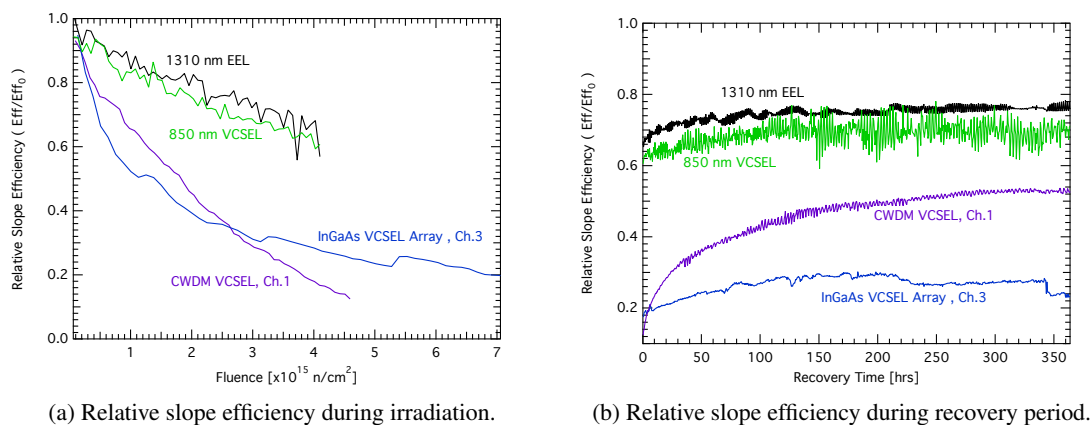 1.0
0.8
0.6
0.4
0.2
0.0
Relative Slope Efficiency ( Eff/Eff0 )
1310 nm EEL
850 nm VCSEL
InGaAs VCSEL Array , Ch.3
CWDM VCSEL, Ch.1
1 2 3 4 5 6 7
Fluence [x10^15 n/cm^2]
(a) Relative slope efficiency during irradiation.
1.0
0.8
0.6
0.4
0.2
Relative Slope Efficiency ( Eff/Eff0 )
1310 nm EEL
850 nm VCSEL
CWDM VCSEL, Ch.1
InGaAs VCSEL Array , Ch.3
0 50 100 150 200 250 300 350
Recovery Time [hrs]
(b) Relative slope efficiency during recovery period.